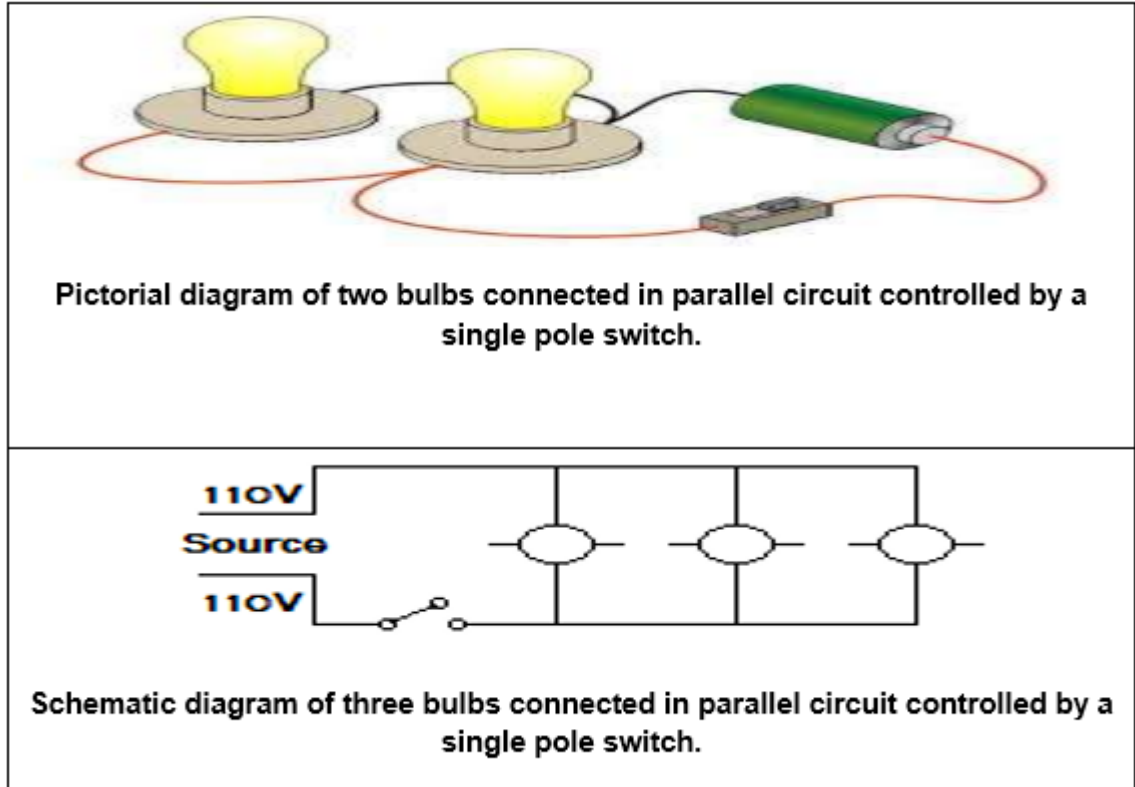 Pictorial diagram of two bulbs connected in parallel circuit controlled by a
single pole switch.
110V
Source
110V
Schematic diagram of three bulbs connected in parallel circuit controlled by a
single pole switch.